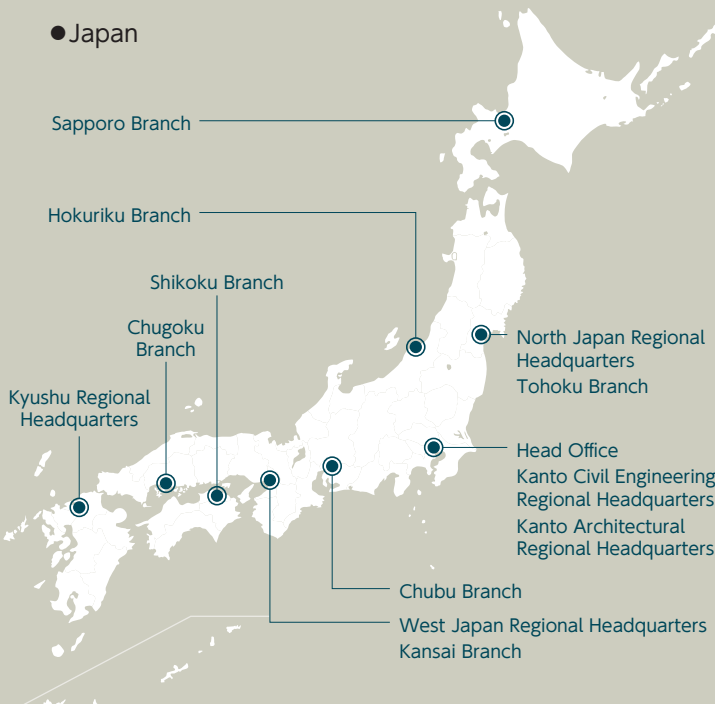 ●Japan
Sapporo Branch
Hokuriku Branch
Shikoku Branch
Chugoku
Branch
Kyushu Regional
Headquarters
North Japan Regional
Headquarters
Tohoku Branch
Head Office
Kanto Civil Engineering
Regional Headquarters
Kanto Architectural
Regional Headquarters
Chubu Branch
West Japan Regional Headquarters
Kansai Branch